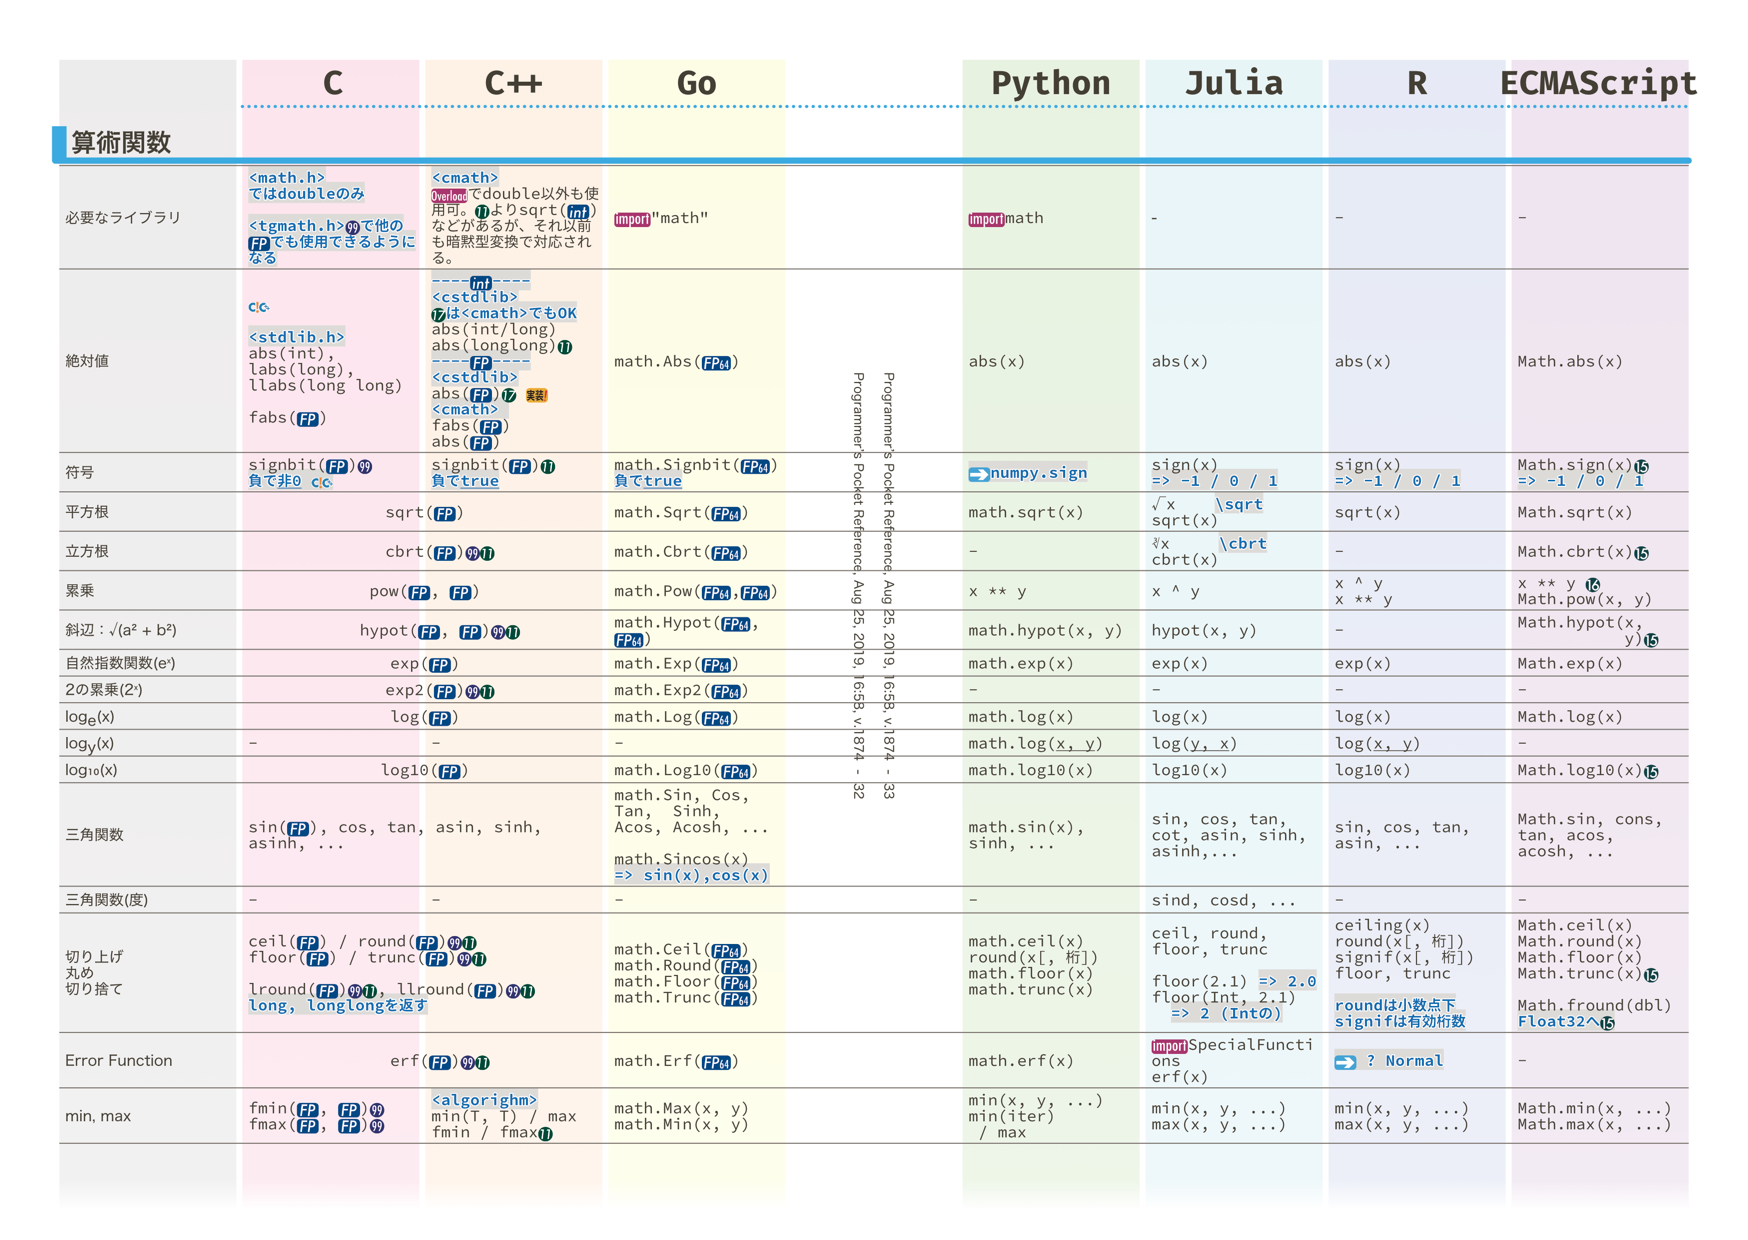 C C++ Go Python Julia R ECMAScript
算術関数
必要なライブラリ
<math.h>
ではdoubleのみ
<tgmath.h>99で他の
FPでも使用できるように
なる
<cmath>
Overloadでdouble以外も使
用可。11よりsqrt(int)
などがあるが、それ以前
も暗黙型変換で対応され
る。
import"math"
importmath
-
–
–
絶対値
C!C+
<stdlib.h>
abs(int),
labs(long),
llabs(long long)
fabs(FP)
----int----
<cstdlib>
17は<cmath>でもOK
abs(int/long)
abs(longlong)11
----FP----
<cstdlib>
abs(FP)17 実装!
<cmath>
fabs(FP)
abs(FP)
math.Abs(FP64)
abs(x)
abs(x)
abs(x)
Math.abs(x)
符号
signbit(FP)99
負で非0 C!C+
signbit(FP)11
負でtrue
math.Signbit(FP64)
負でtrue
numpy.sign
sign(x)
=> -1 / 0 / 1
sign(x)
=> -1 / 0 / 1
Math.sign(x)15
=> -1 / 0 / 1
平方根
sqrt(FP)
math.Sqrt(FP64)
math.sqrt(x)
√x \sqrt
sqrt(x)
sqrt(x)
Math.sqrt(x)
立方根
cbrt(FP)9911
math.Cbrt(FP64)
–
∛x \cbrt
cbrt(x)
–
Math.cbrt(x)15
累乗
pow(FP, FP)
math.Pow(FP64,FP64)
x ** y
x ^ y
x ^ y
x ** y
x ** y 16
Math.pow(x, y)
斜辺：√(a² + b²)
hypot(FP, FP)9911
math.Hypot(FP64,
FP64)
math.hypot(x, y)
hypot(x, y)
–
Math.hypot(x,
y)15
自然指数関数(eˣ)
exp(FP)
math.Exp(FP64)
math.exp(x)
exp(x)
exp(x)
Math.exp(x)
2の累乗(2ˣ)
exp2(FP)9911
math.Exp2(FP64)
–
–
–
–
logₑ(x)
log(FP)
math.Log(FP64)
math.log(x)
log(x)
log(x)
Math.log(x)
logy(x)
–
–
–
math.log(x, y)
log(y, x)
log(x, y)
–
log₁₀(x)
log10(FP)
math.Log10(FP64)
math.log10(x)
log10(x)
log10(x)
Math.log10(x)15
三角関数
sin(FP), cos, tan, asin, sinh,
asinh, ...
math.Sin, Cos,
Tan, Sinh,
Acos, Acosh, ...
math.Sincos(x)
=> sin(x),cos(x)
math.sin(x),
sinh, ...
sin, cos, tan,
cot, asin, sinh,
asinh,...
sin, cos, tan,
asin, ...
Math.sin, cons,
tan, acos,
acosh, ...
三角関数(度)
–
–
–
–
sind, cosd, ...
–
–
切り上げ
丸め
切り捨て
ceil(FP) / round(FP)9911
floor(FP) / trunc(FP)9911
lround(FP)9911, llround(FP)9911
long, longlongを返す
math.Ceil(FP64)
math.Round(FP64)
math.Floor(FP64)
math.Trunc(FP64)
math.ceil(x)
round(x[, 桁])
math.floor(x)
math.trunc(x)
ceil, round,
floor, trunc
floor(2.1) => 2.0
floor(Int, 2.1)
=> 2 (Intの)
ceiling(x)
round(x[, 桁])
signif(x[, 桁])
floor, trunc
roundは小数点下
signifは有効桁数
Math.ceil(x)
Math.round(x)
Math.floor(x)
Math.trunc(x)15
Math.fround(dbl)
Float32へ15
Error Function
erf(FP)9911
math.Erf(FP64)
math.erf(x)
importSpecialFuncti
ons
erf(x)
? Normal
–
min, max
fmin(FP, FP)99
fmax(FP, FP)99
<algorighm>
min(T, T) / max
fmin / fmax11
math.Max(x, y)
math.Min(x, y)
min(x, y, ...)
min(iter)
/ max
min(x, y, ...)
max(x, y, ...)
min(x, y, ...)
max(x, y, ...)
Math.min(x, ...)
Math.max(x, ...)
Programmer's Pocket Reference, Aug 25, 2019, 16:58, v.1874 - 32
Programmer's Pocket Reference, Aug 25, 2019, 16:58, v.1874 - 33